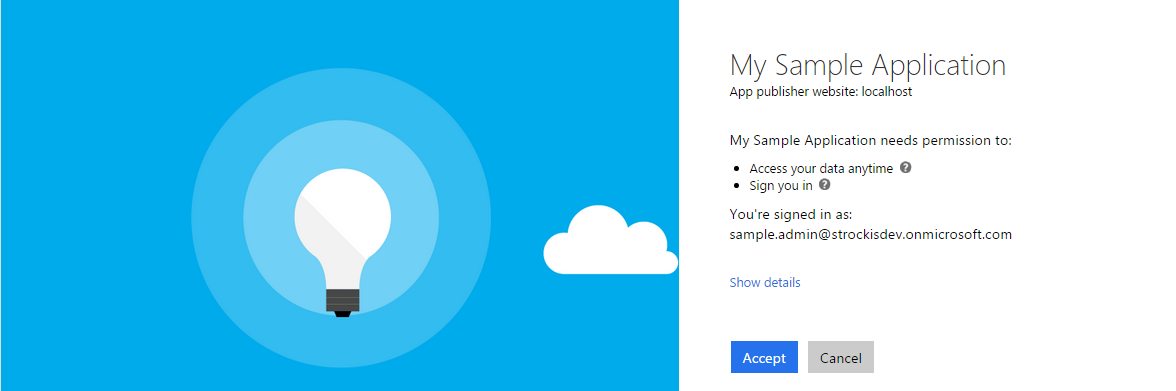 My Sample Application
App publisher website: localhost
My Sample Application needs permission to:
Access your data anytime ?
Sign you in ?
You're signed in as:
sample.admin@strockisdev.onmicrosoft.com
Show details
Accept Cancel